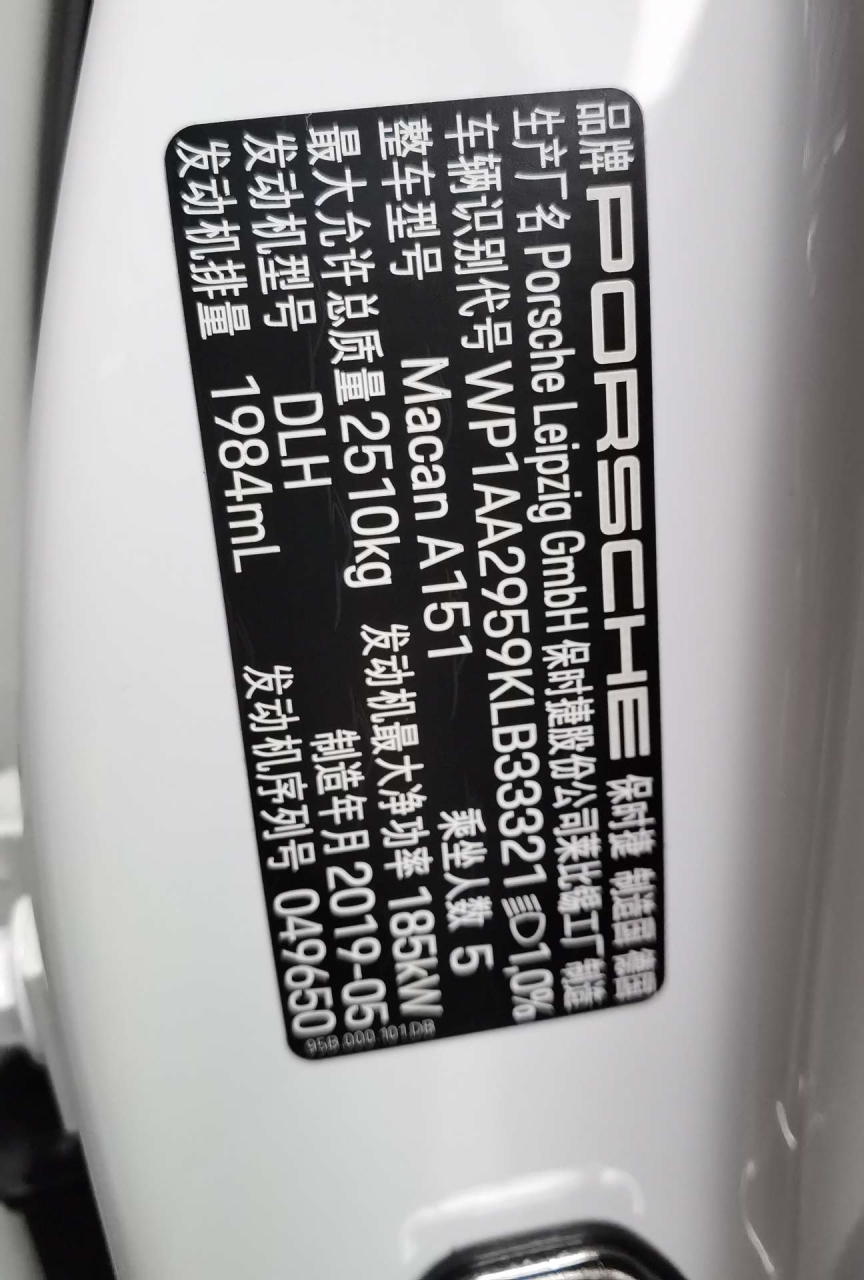 品牌 PORSCHE 保时捷 制造国 德国
生产厂名 Porsche Leipzig GmbH 保时捷股份公司莱比锡工厂 制造
车辆识别代号 WP1AA2959KLB33321 1,0%
整车型号 Macan A151 乘坐人数 5
最大允许总质量 2510kg 发动机最大净功率 185kW
发动机型号 DLH 制造年月 2019-05
发动机排量 1984mL 发动机序列号 049650
95B 000 101 DB